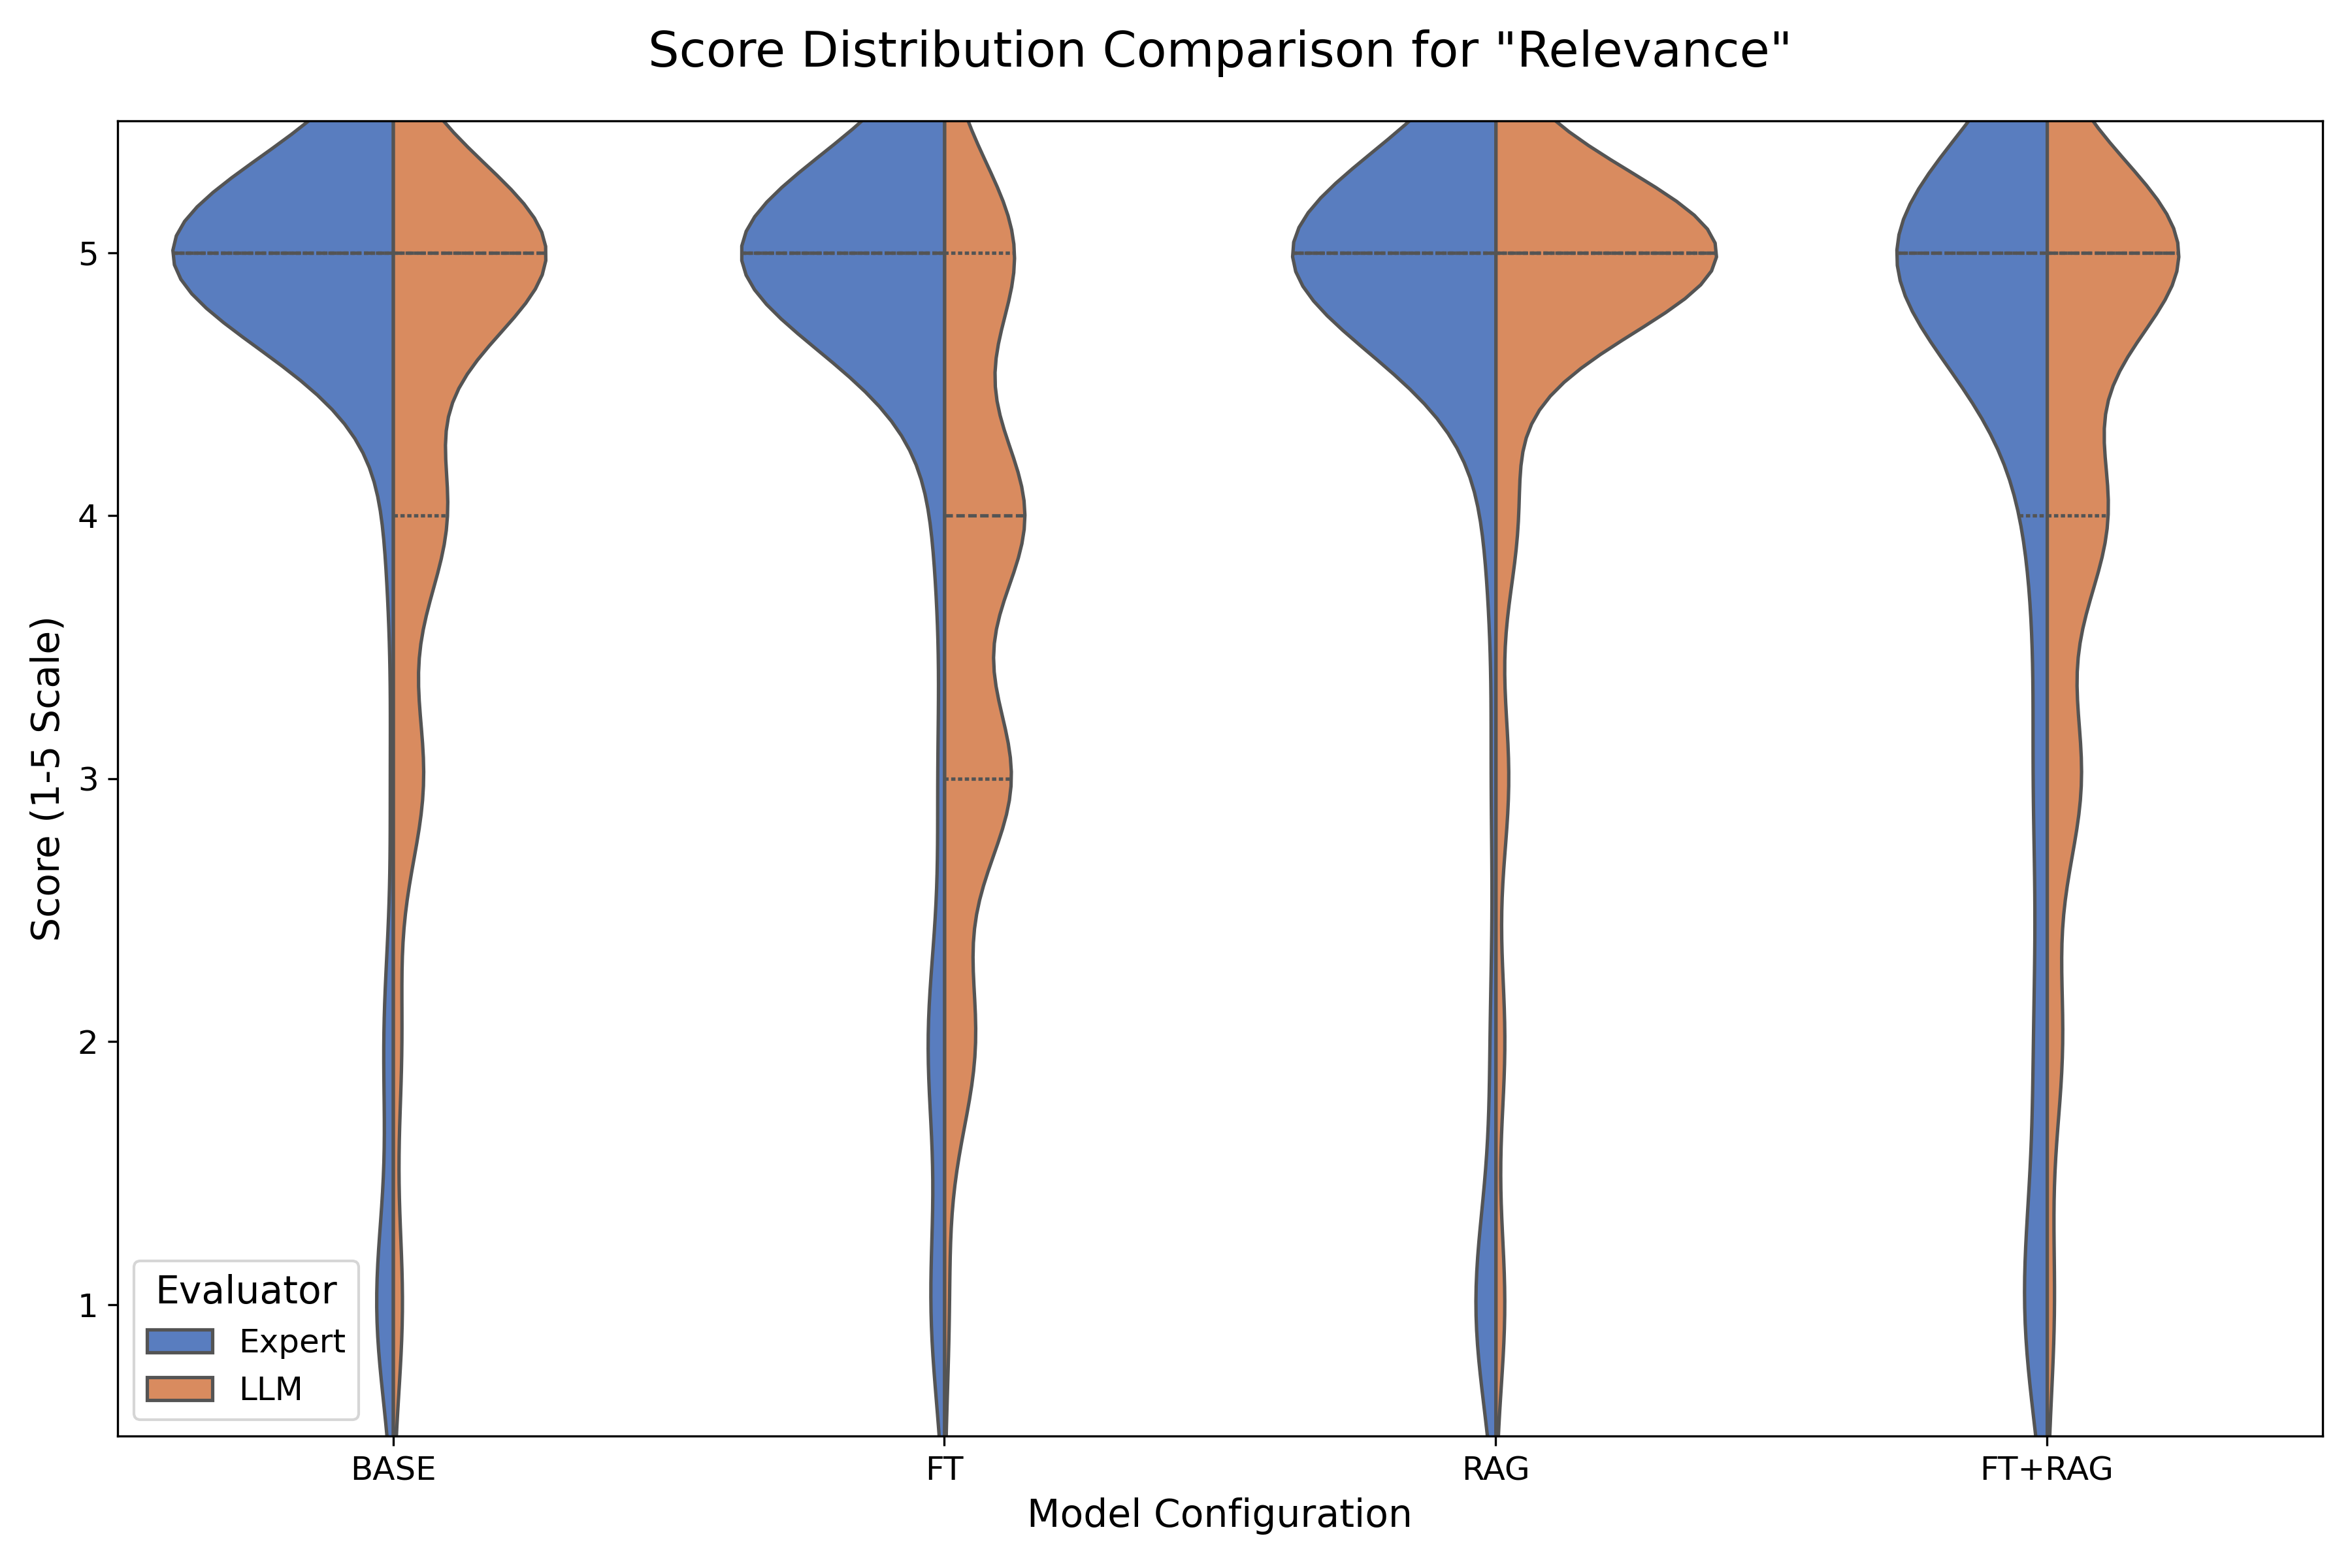 Score Distribution Comparison for "Relevance"
Score (1-5 Scale)
5
4
3
2
1
Evaluator
Expert
LLM
BASE
FT
RAG
FT+RAG
Model Configuration